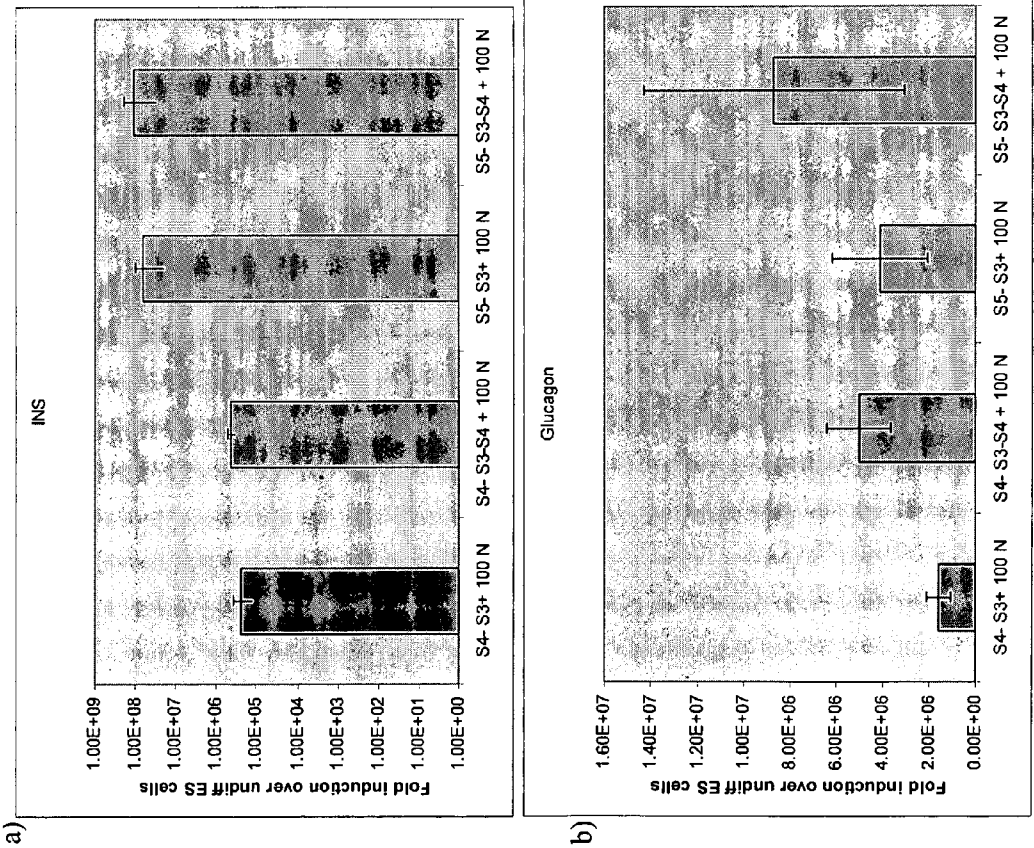 a)
INS
Fold induction over undiff ES cells
1.00E+09
1.00E+08
1.00E+07
1.00E+06
1.00E+05
1.00E+04
1.00E+03
1.00E+02
1.00E+01
1.00E+00
S4- S3+ 100 N
S4- S3-S4 + 100 N
S5- S3+ 100 N
S5- S3-S4 + 100 N
b)
Glucagon
Fold induction over undiff ES cells
1.60E+07
1.40E+07
1.20E+07
1.00E+07
8.00E+06
6.00E+06
4.00E+06
2.00E+06
0.00E+00
S4- S3+ 100 N
S4- S3-S4 + 100 N
S5- S3+ 100 N
S5- S3-S4 + 100 N